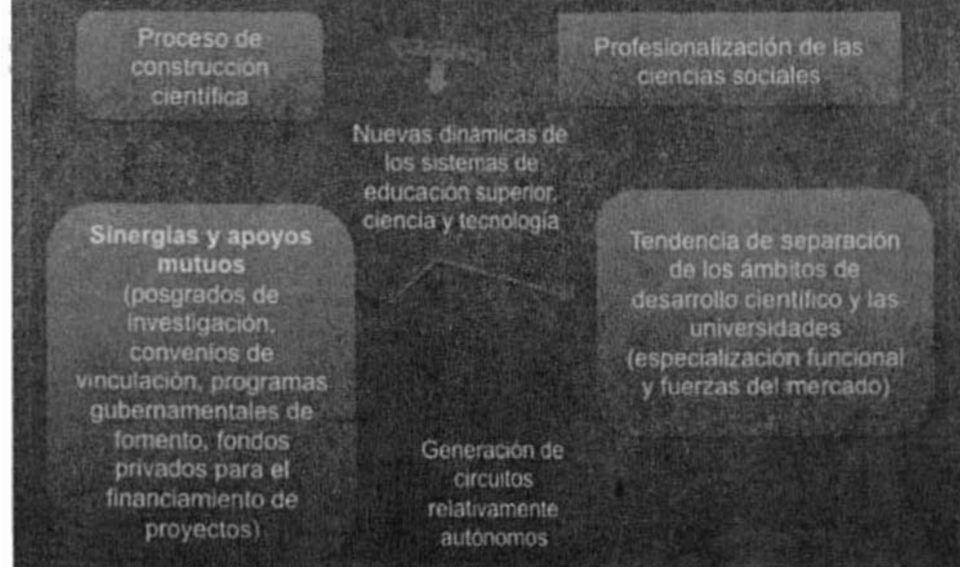 Proceso de
construcción
científica
Profesionalización de las
ciencias sociales
Nuevas dinámicas de
los sistemas de
educación superior,
ciencia y tecnología
Sinergias y apoyos
mutuos
(posgrados de
investigación,
convenios de
vinculación, programas
gubernamentales de
fomento, fondos
privados para el
financiamiento de
proyectos)
Tendencia de separación
de los ámbitos de
desarrollo científico y las
universidades
(especialización funcional
y fuerzas del mercado)
Generación de
circuitos
relativamente
autónomos